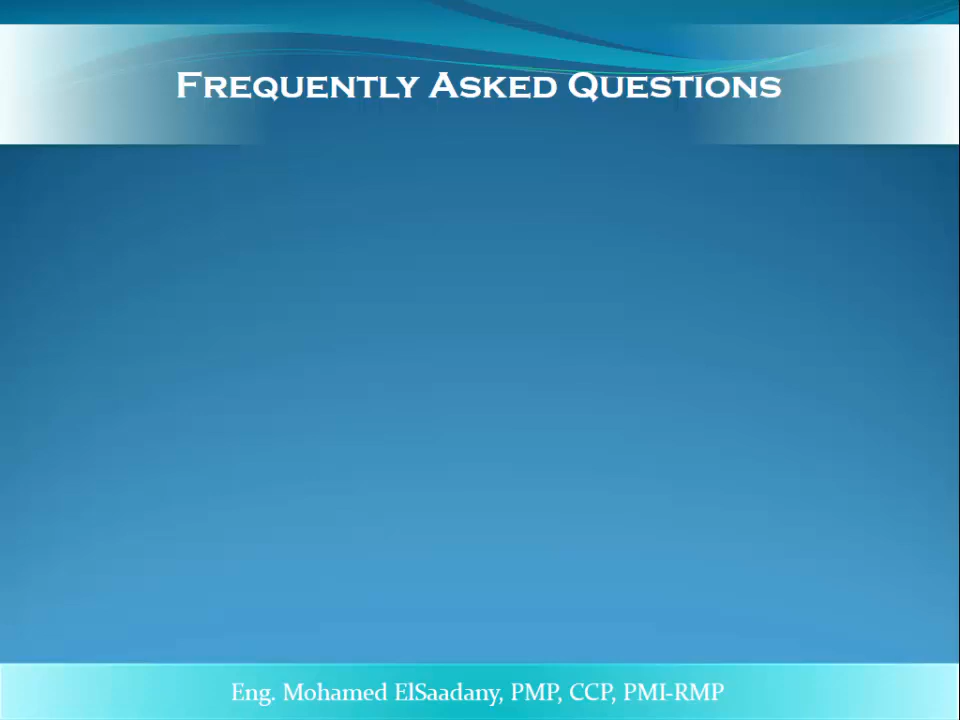 Frequently Asked Questions
Eng. Mohamed ElSaadany, PMP, CCP, PMI-RMP